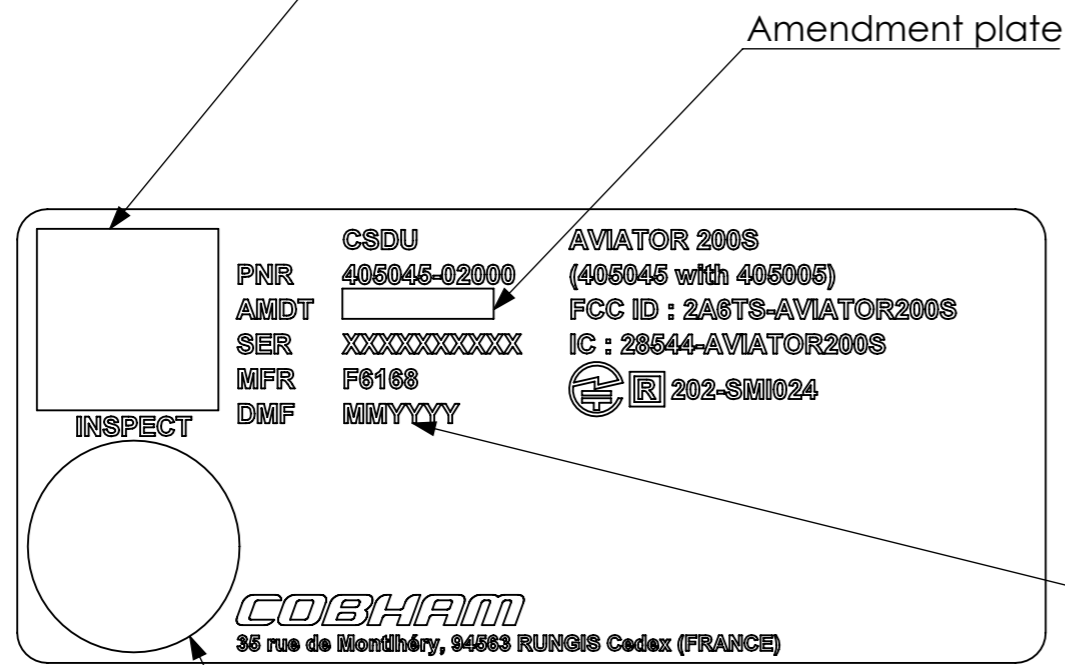 Amendment plate
CSDU AVIATOR 200S
PNR 405045-02000 (405045 with 405005)
AMDT FCC ID : 2A6TS-AVIATOR200S
SER XXXXXXXXXX IC : 28544-AVIATOR200S
MFR F6168 R 202-SMI024
DMF MMYYYY
INSPECT
COBHAM
35 rue de Montlhéry, 94563 RUNGIS Cedex (FRANCE)